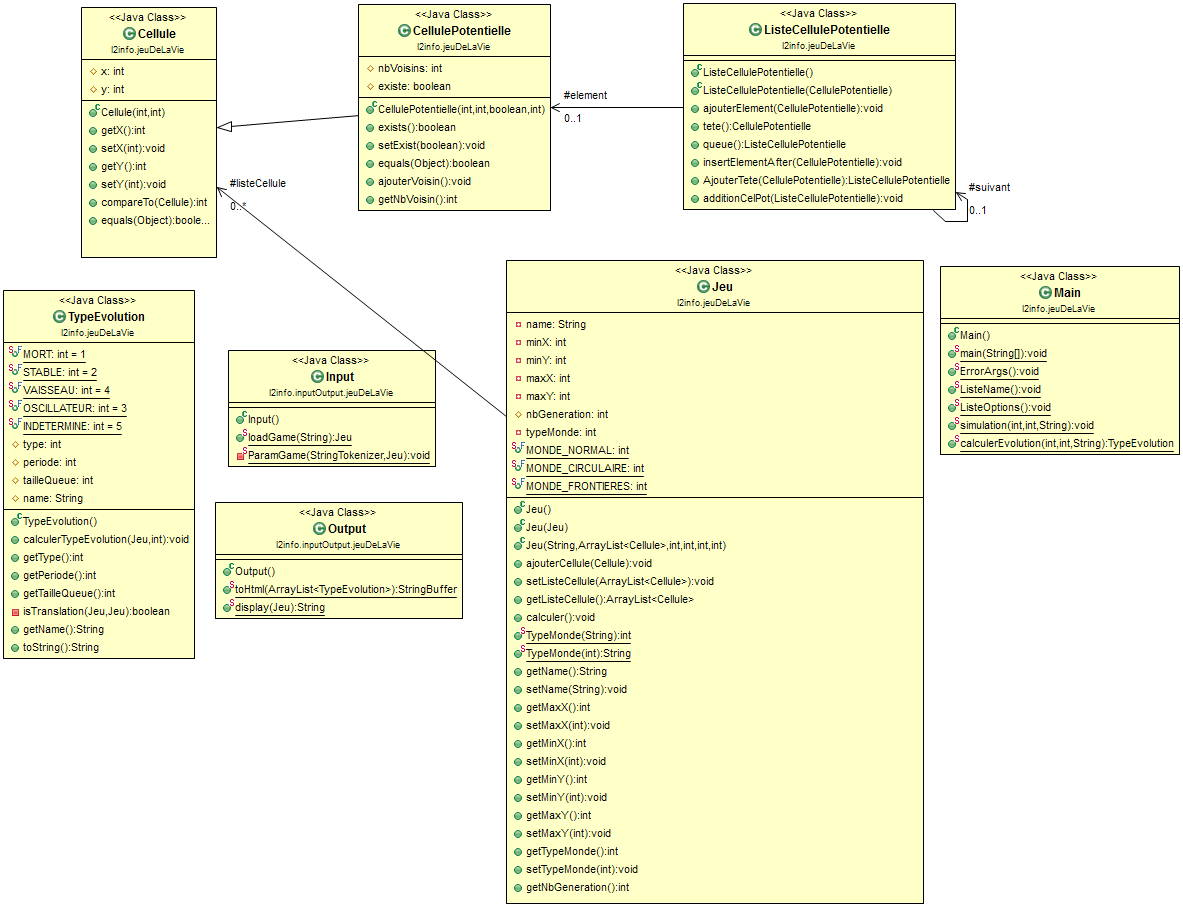 <<Java Class>>
Cellule
l2info.jeuDeLaVie
x: int
y: int
Cellule(int,int)
getX():int
setX(int):void
getY():int
setY(int):void
compareTo(Cellule):int
equals(Object):boole...
<<Java Class>>
CellulePotentielle
l2info.jeuDeLaVie
nbVoisins: int
existe: boolean
CellulePotentielle(int,int,boolean,int)
exists():boolean
setExist(boolean):void
equals(Object):boolean
ajouterVoisin():void
getNbVoisin():int
#element
0..1
<<Java Class>>
ListeCellulePotentielle
l2info.jeuDeLaVie
ListeCellulePotentielle()
ListeCellulePotentielle(CellulePotentielle)
ajouterElement(CellulePotentielle):void
tete():CellulePotentielle
queue():ListeCellulePotentielle
insertElementAfter(CellulePotentielle):void
AjouterTete(CellulePotentielle):ListeCellulePotentielle
additionCelPot(ListeCellulePotentielle):void
#suivant
0..1
#listeCellule
0..*
<<Java Class>>
TypeEvolution
l2info.jeuDeLaVie
MORT: int = 1
STABLE: int = 2
VAISSEAU: int = 4
OSCILLATEUR: int = 3
INDETERMINE: int = 5
type: int
periode: int
tailleQueue: int
name: String
TypeEvolution()
calculerTypeEvolution(Jeu,int):void
getType():int
getPeriode():int
getTailleQueue():int
isTranslation(Jeu,Jeu):boolean
getName():String
toString():String
<<Java Class>>
Input
l2info.inputOutput.jeuDeLaVie
Input()
loadGame(String):Jeu
ParamGame(StringTokenizer,Jeu):void
<<Java Class>>
Output
l2info.inputOutput.jeuDeLaVie
Output()
toHtml(ArrayList<TypeEvolution>):StringBuffer
display(Jeu):String
<<Java Class>>
Jeu
l2info.jeuDeLaVie
name: String
minX: int
minY: int
maxX: int
maxY: int
nbGeneration: int
typeMonde: int
MONDE_NORMAL: int
MONDE_CIRCULAIRE: int
MONDE_FRONTIERES: int
Jeu()
Jeu(Jeu)
Jeu(String,ArrayList<Cellule>,int,int,int,int)
ajouterCellule(Cellule):void
setListeCellule(ArrayList<Cellule>):void
getListeCellule():ArrayList<Cellule>
calculer():void
TypeMonde(String):int
TypeMonde(int):String
getName():String
setName(String):void
getMaxX():int
setMaxX(int):void
getMinX():int
setMinX(int):void
getMinY():int
setMinY(int):void
getMaxY():int
setMaxY(int):void
getTypeMonde():int
setTypeMonde(int):void
getNbGeneration():int
<<Java Class>>
Main
l2info.jeuDeLaVie
Main()
main(String[]):void
ErrorArgs():void
ListeName():void
ListeOptions():void
simulation(int,int,String):void
calculerEvolution(int,int,String):TypeEvolution